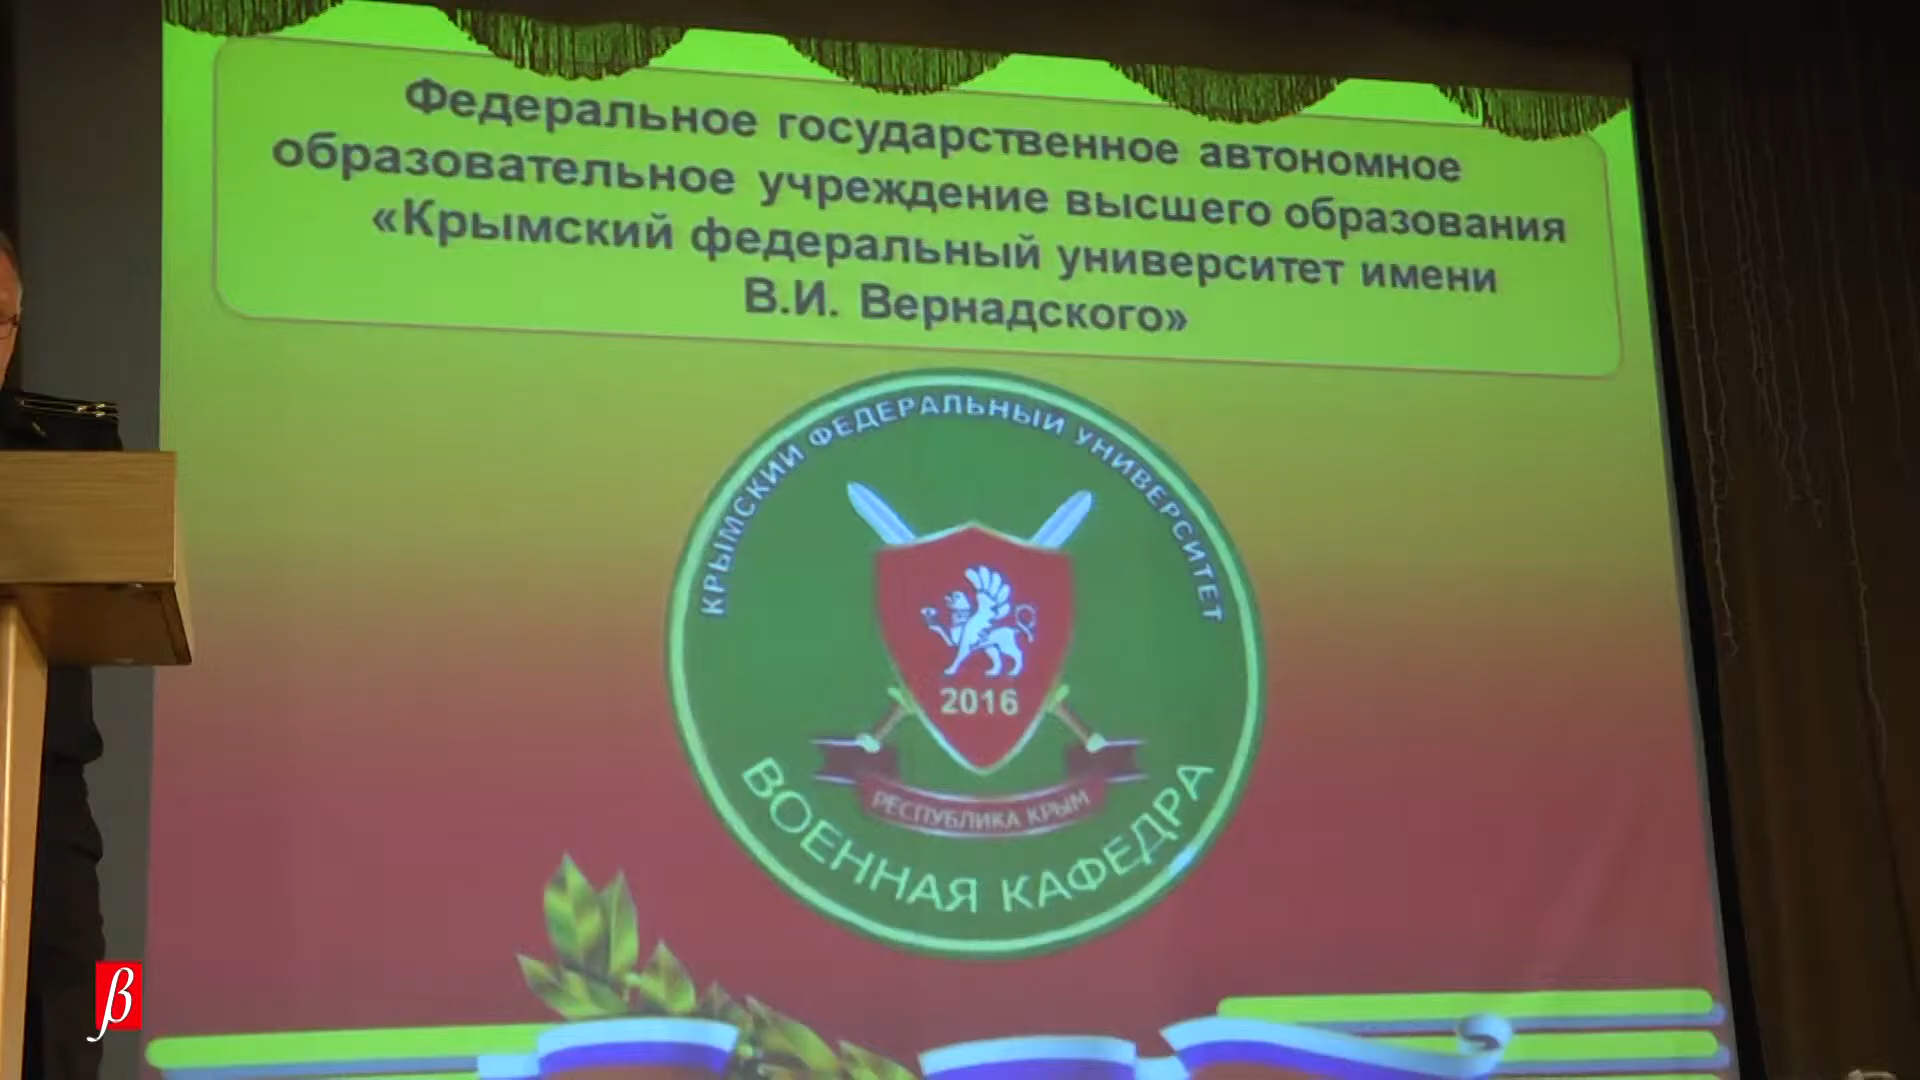 Федеральное государственное автономное
образовательное учреждение высшего образования
«Крымский федеральный университет имени
В.И. Вернадского»
КРЫМСКИЙ ФЕДЕРАЛЬНЫЙ УНИВЕРСИТЕТ
2016
РЕСПУБЛИКА КРЫМ
ВОЕННАЯ КАФЕДРА
β